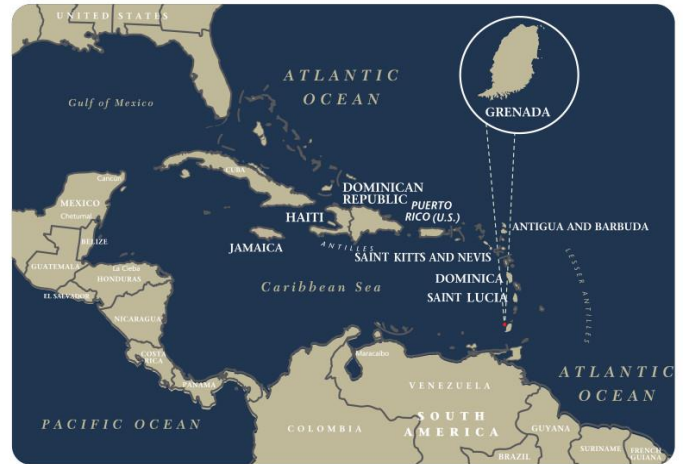 UNITED STATES
ATLANTIC
OCEAN
Gulf of Mexico
GRENADA
CUBA
Cancún
MEXICO
Chetumal
BELIZE
DOMINICAN
REPUBLIC
PUERTO
RICO (U.S.)
HAITI
JAMAICA
ANTILLES
ANTIGUA AND BARBUDA
SAINT KITTS AND NEVIS
GUATEMALA
La Ceiba
HONDURAS
DOMINICA
LESSER ANTILLES
EL SALVADOR
Caribbean Sea
SAINT LUCIA
NICARAGUA
COSTA
RICA
Maracaibo
PANAMA
VENEZUELA
ATLANTIC
OCEAN
PACIFIC OCEAN
COLOMBIA
SOUTH
AMERICA
GUYANA
SURINAME
FRENCH
GUIANA
BRAZIL